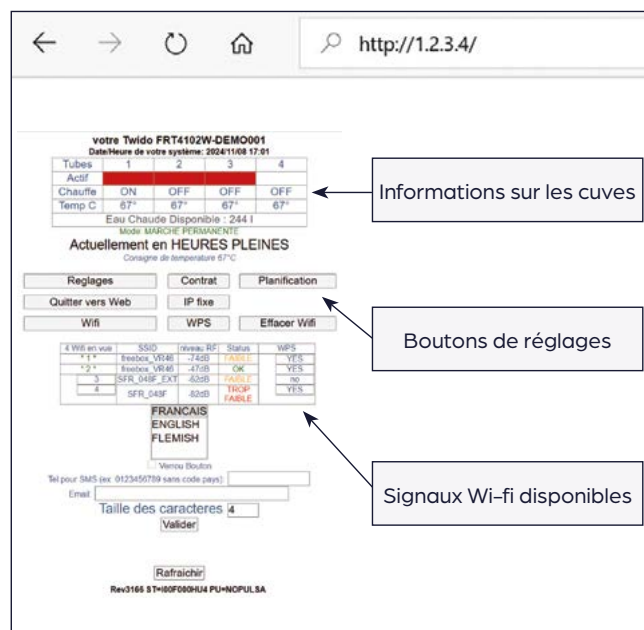 http://1.2.3.4/
votre Twido FRT4102W-DEMO001
Date/Heure de votre système: 2024/11/08 17:01
Tubes 1 2 3 4
Actif
Chauffe ON OFF OFF OFF
Temp C 67° 67° 67° 67°
Eau Chaude Disponible : 244 l
Mode: MARCHE PERMANENTE
Actuellement en HEURES PLEINES
Consigne de temperature 67°C
Informations sur les cuves
Reglages Contrat Planification
Quitter vers Web IP fixe
Wifi WPS Effacer Wifi
Boutons de réglages
4 Wifi en vue SSID niveau RF Status WPS
* 1 * freebox_VR46 -74dB FAIBLE YES
* 2 * freebox_VR46 -47dB OK YES
3 SFR_048F_EXT -62dB FAIBLE no
4 SFR_048F -82dB TROP FAIBLE YES
FRANCAIS
ENGLISH
FLEMISH
Verrou Bouton
Signaux Wi-fi disponibles
Tel pour SMS (ex: 0123456789 sans code pays):
Email:
Taille des caracteres 4
Valider
Rafraichir
Rev3166 ST=I00F000HU4 PU=NOPULSA